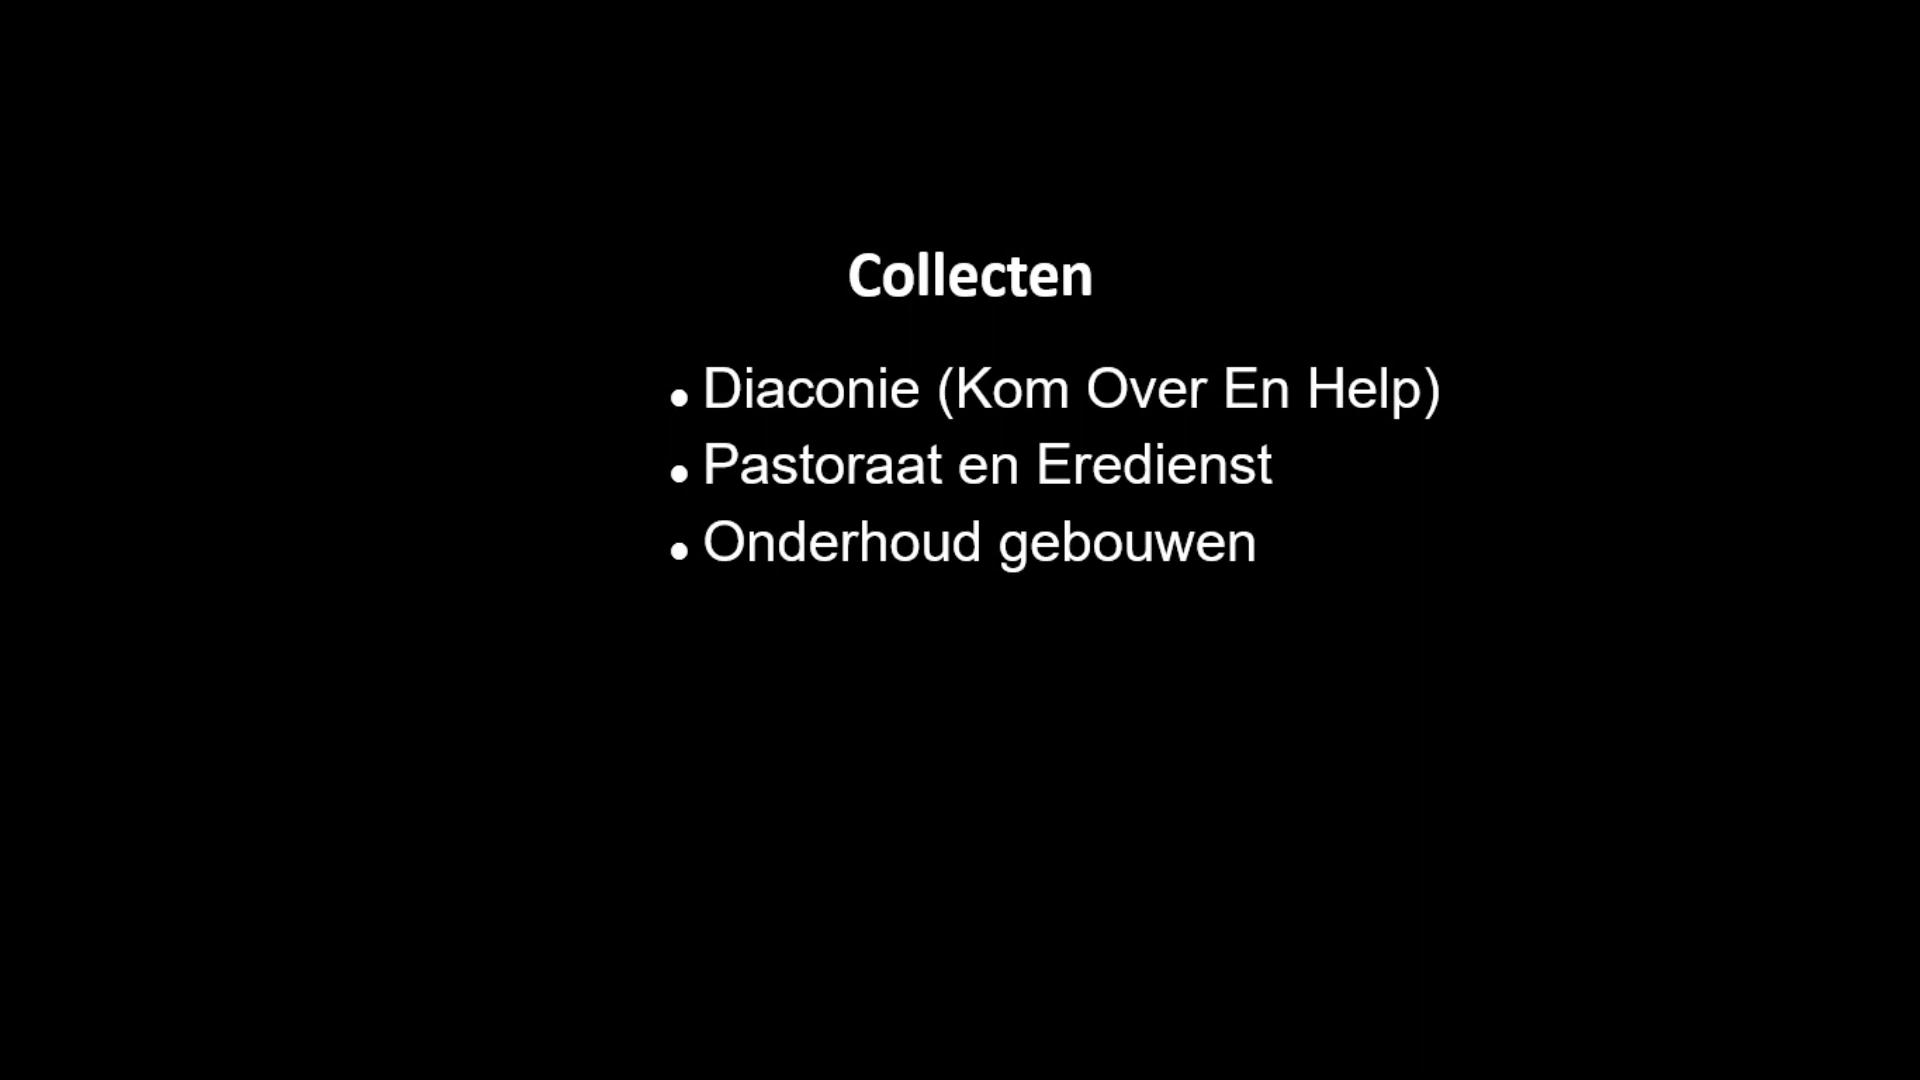 Collecten
• Diaconie (Kom Over En Help)
• Pastoraat en Eredienst
• Onderhoud gebouwen